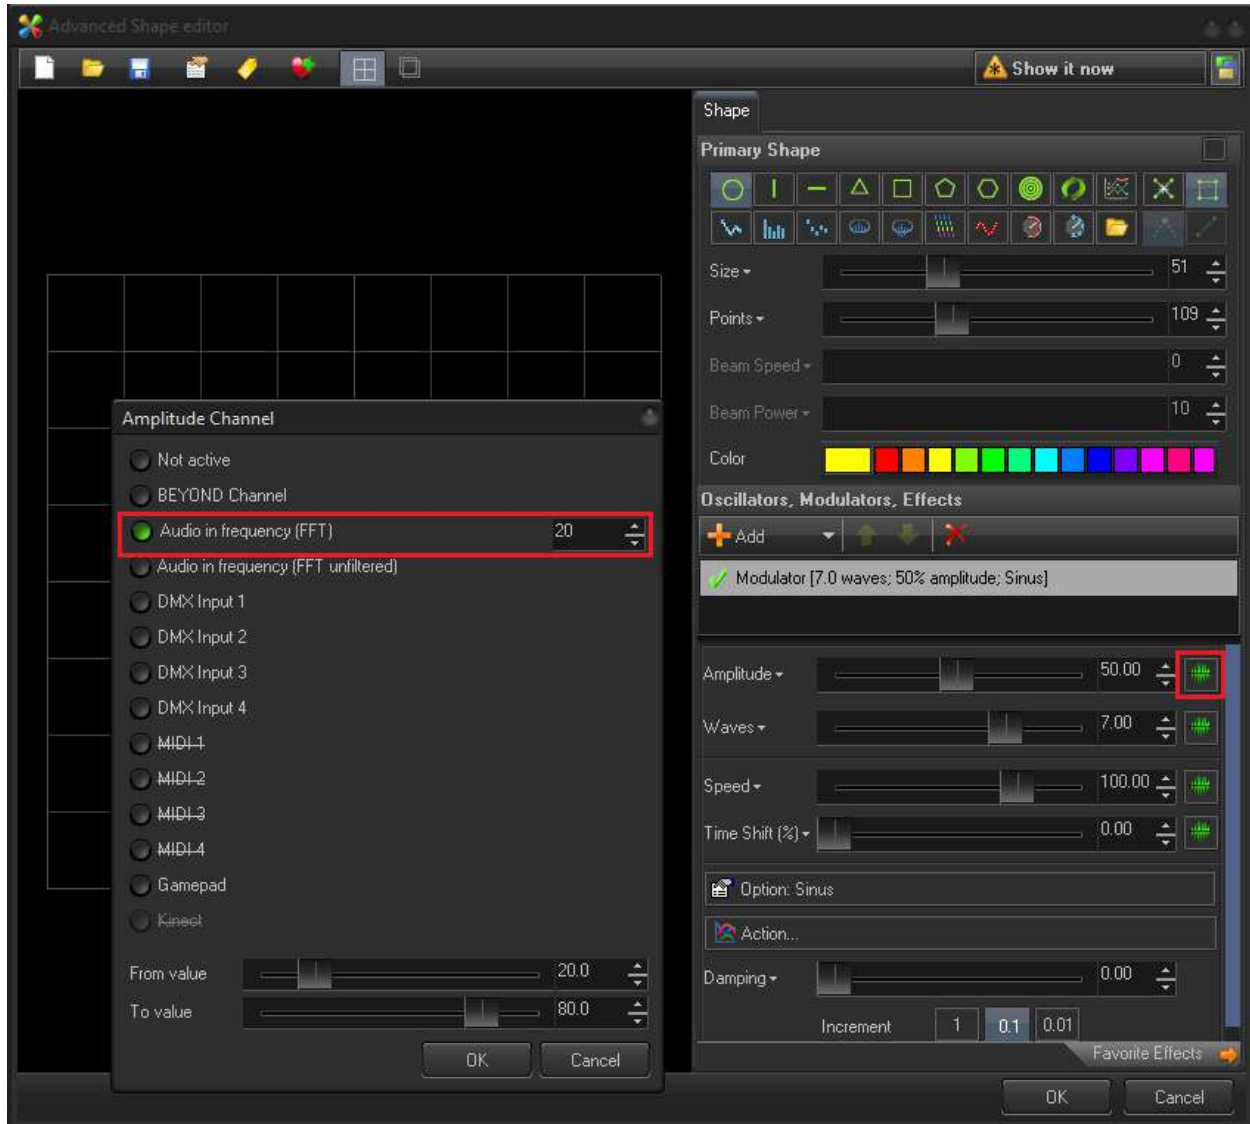 Advanced Shape editor
Show it now
Shape
Primary Shape
Size 51
Points 109
Beam Speed 0
Beam Power 10
Color
Oscillators, Modulators, Effects
Add
Modulator [7.0 waves; 50% amplitude; Sinus]
Amplitude 50.00
Waves 7.00
Speed 100.00
Time Shift (%) 0.00
Option: Sinus
Action...
Damping 0.00
Increment 1 0.1 0.01
Favorite Effects
OK Cancel
Amplitude Channel
Not active
BEYOND Channel
Audio in frequency (FFT) 20
Audio in frequency (FFT unfiltered)
DMX Input 1
DMX Input 2
DMX Input 3
DMX Input 4
MIDI 1
MIDI 2
MIDI 3
MIDI 4
Gamepad
Kinect
From value 20.0
To value 80.0
OK Cancel